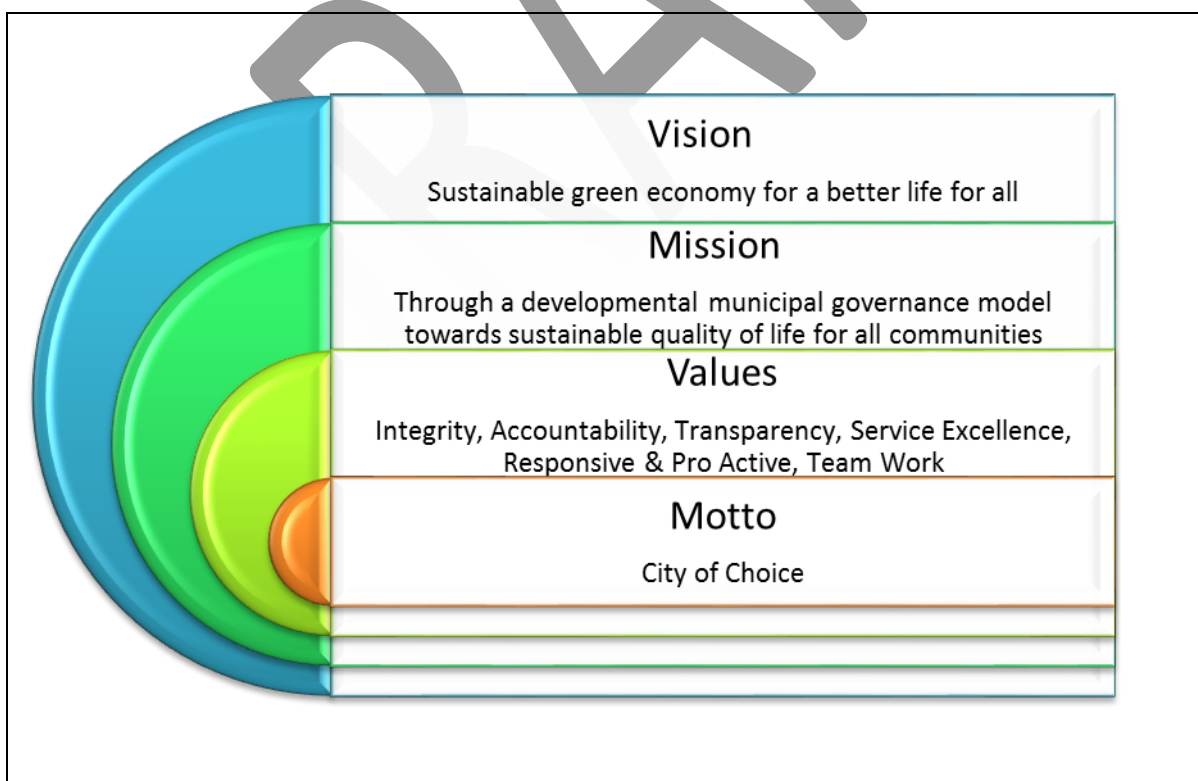 Vision
Sustainable green economy for a better life for all
Mission
Through a developmental municipal governance model
towards sustainable quality of life for all communities
Values
Integrity, Accountability, Transparency, Service Excellence,
Responsive & Pro Active, Team Work
Motto
City of Choice